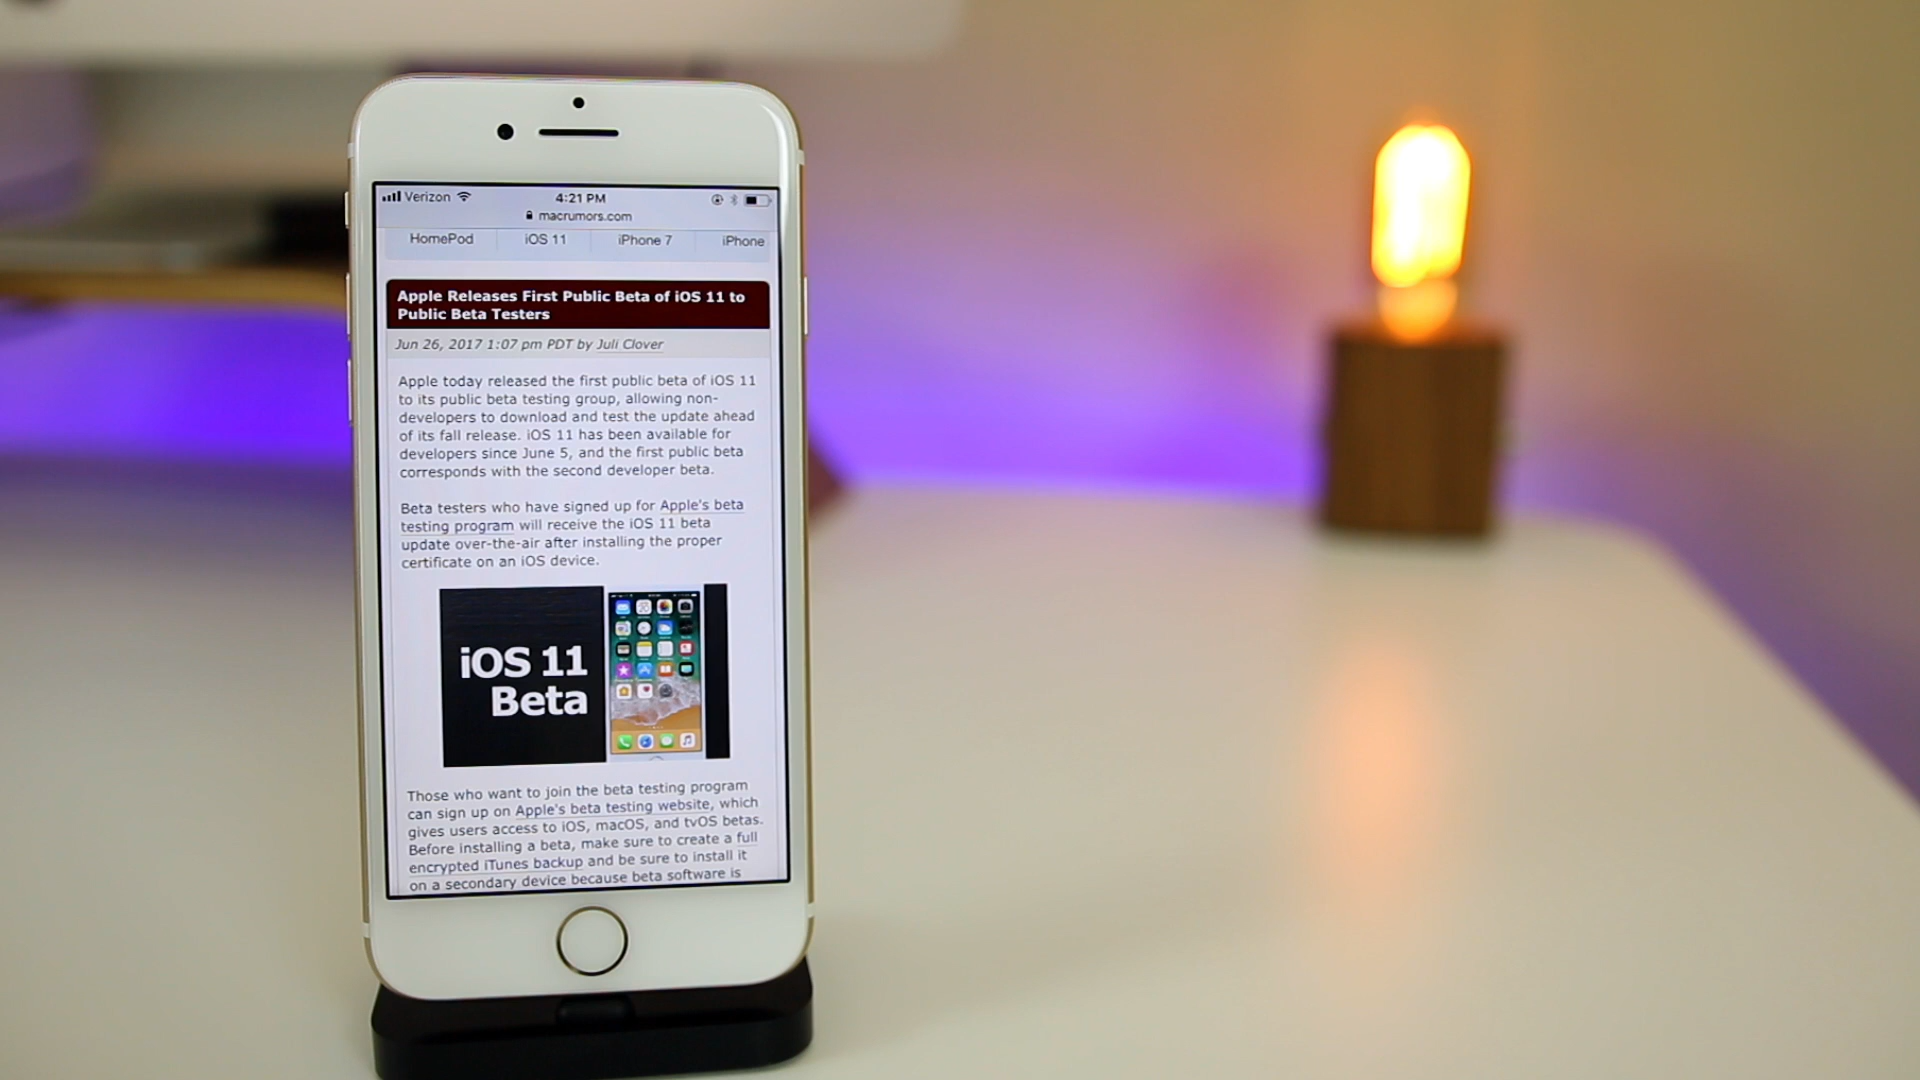 Verizon
4:21 PM
macrumors.com
HomePod
iOS 11
iPhone 7
iPhone
Apple Releases First Public Beta of iOS 11 to
Public Beta Testers
Jun 26, 2017 1:07 pm PDT by Juli Clover
Apple today released the first public beta of iOS 11
to its public beta testing group, allowing non-
developers to download and test the update ahead
of its fall release. iOS 11 has been available for
developers since June 5, and the first public beta
corresponds with the second developer beta.
Beta testers who have signed up for Apple's beta
testing program will receive the iOS 11 beta
update over-the-air after installing the proper
certificate on an iOS device.
iOS 11
Beta
Those who want to join the beta testing program
can sign up on Apple's beta testing website, which
gives users access to iOS, macOS, and tvOS betas.
Before installing a beta, make sure to create a full
encrypted iTunes backup and be sure to install it
on a secondary device because beta software is